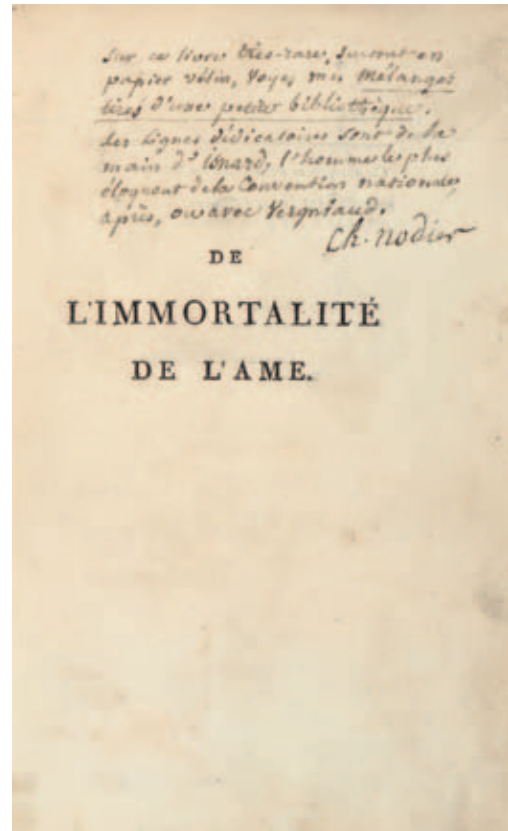 Sur ce livre très-rare, surtout en
papier vélin, Voyez mes Mélanges
tirés d'une petite bibliothèque.
Les Lignes dédicatoires sont de la
main d'Isnard, l'homme le plus
éloquent de la Convention nationale,
après, ou avec Vergniaud.
Ch. nodier
DE
L'IMMORTALITÉ
DE L'AME.